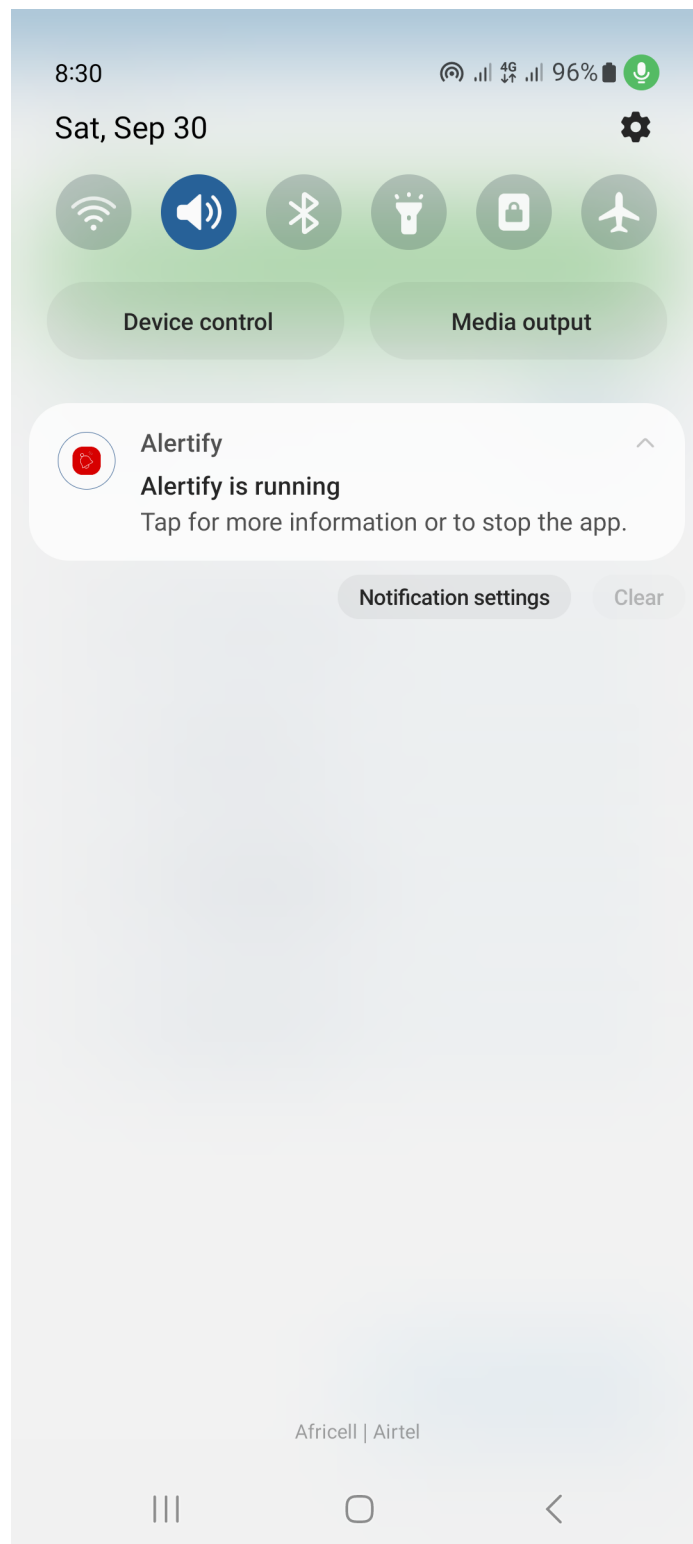 8:30
4G
96%
Sat, Sep 30
Device control
Media output
Alertify
Alertify is running
Tap for more information or to stop the app.
Notification settings
Clear
Africell | Airtel